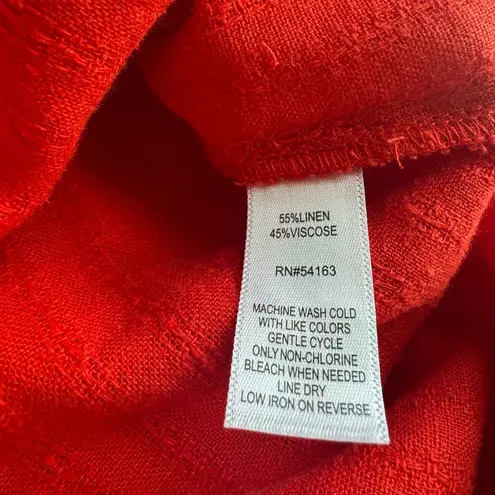 55%LINEN
45%VISCOSE
RN#54163
MACHINE WASH COLD
WITH LIKE COLORS
GENTLE CYCLE
ONLY NON-CHLORINE
BLEACH WHEN NEEDED
LINE DRY
LOW IRON ON REVERSE